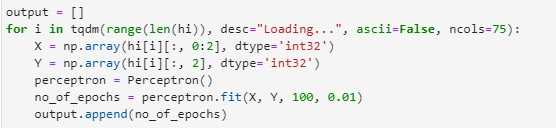 output = []
for i in tqdm(range(len(hi)), desc="Loading...", ascii=False, ncols=75):
    X = np.array(hi[i][:, 0:2], dtype='int32')
    Y = np.array(hi[i][:, 2], dtype='int32')
    perceptron = Perceptron()
    no_of_epochs = perceptron.fit(X, Y, 100, 0.01)
    output.append(no_of_epochs)